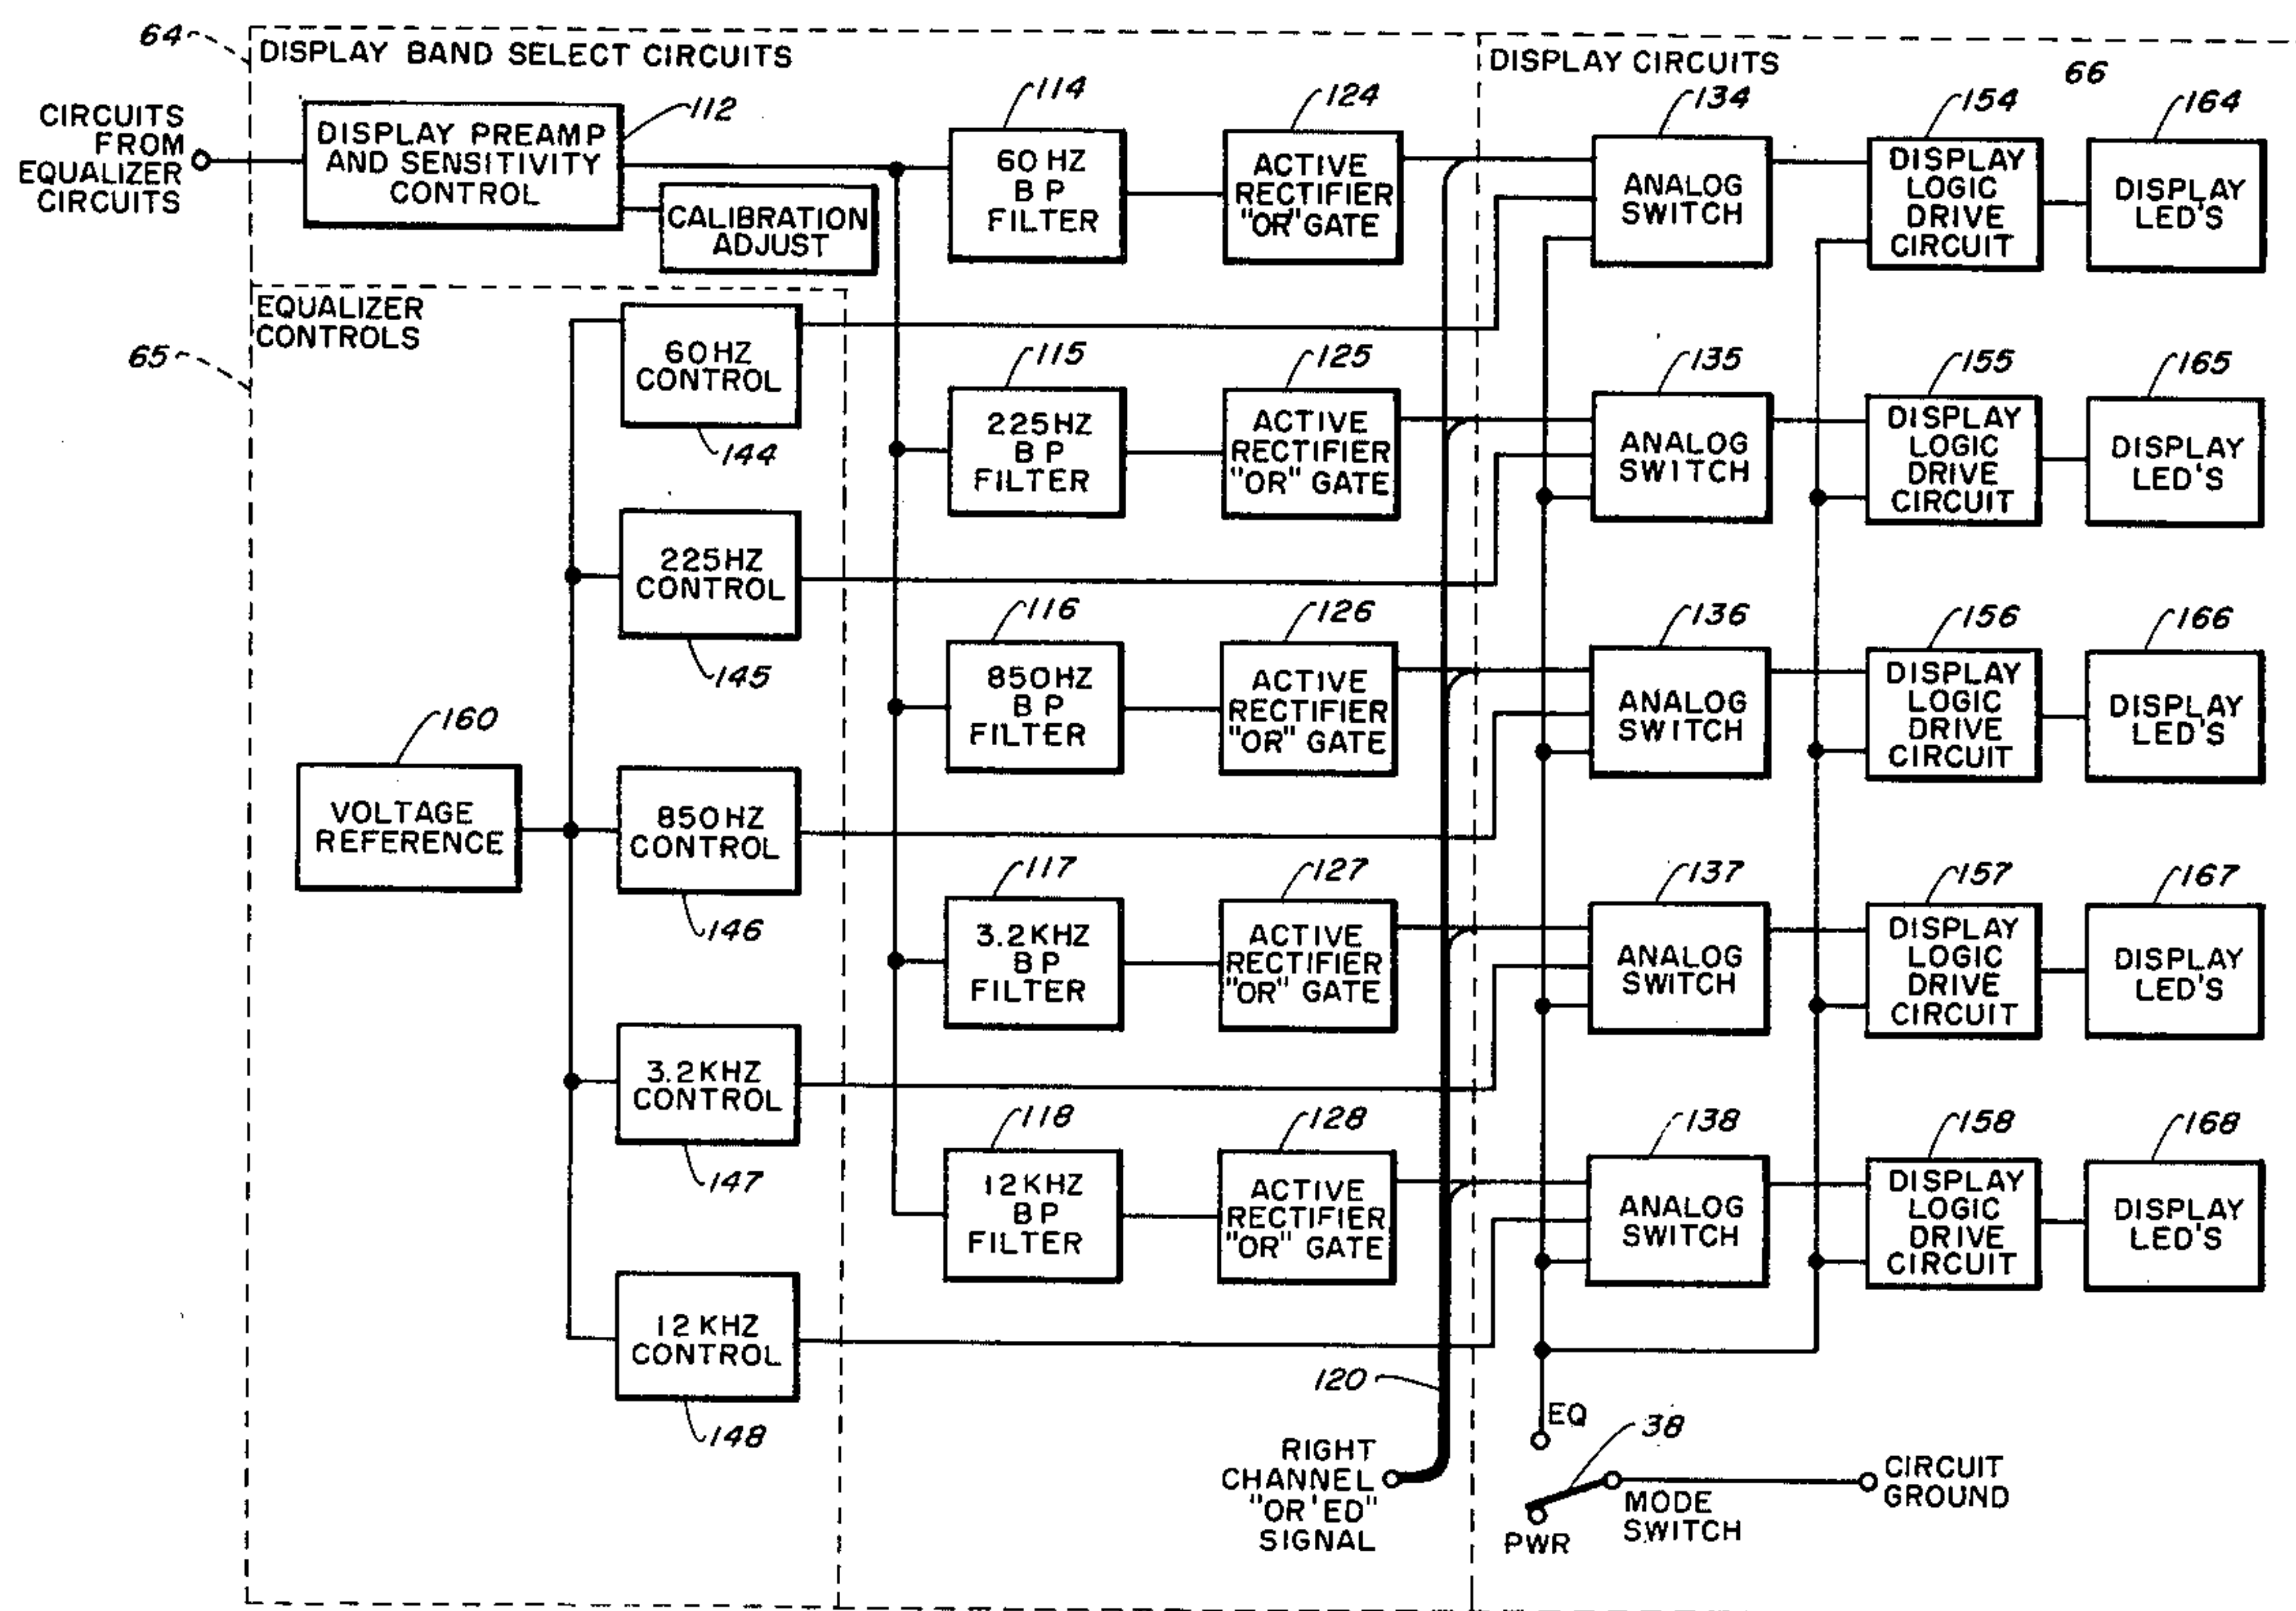 64
DISPLAY BAND SELECT CIRCUITS
DISPLAY CIRCUITS
66
CIRCUITS
FROM
EQUALIZER
CIRCUITS
DISPLAY PREAMP
AND SENSITIVITY
CONTROL
112
CALIBRATION
ADJUST
114
60 HZ
B P
FILTER
124
ACTIVE
RECTIFIER
"OR" GATE
134
ANALOG
SWITCH
154
DISPLAY
LOGIC
DRIVE
CIRCUIT
164
DISPLAY
LED'S
65
EQUALIZER
CONTROLS
60HZ
CONTROL
144
115
225HZ
B P
FILTER
125
ACTIVE
RECTIFIER
"OR" GATE
135
ANALOG
SWITCH
155
DISPLAY
LOGIC
DRIVE
CIRCUIT
165
DISPLAY
LED'S
225HZ
CONTROL
145
116
850HZ
B P
FILTER
126
ACTIVE
RECTIFIER
"OR" GATE
136
ANALOG
SWITCH
156
DISPLAY
LOGIC
DRIVE
CIRCUIT
166
DISPLAY
LED'S
160
VOLTAGE
REFERENCE
850HZ
CONTROL
146
117
3.2KHZ
B P
FILTER
127
ACTIVE
RECTIFIER
"OR" GATE
137
ANALOG
SWITCH
157
DISPLAY
LOGIC
DRIVE
CIRCUIT
167
DISPLAY
LED'S
3.2KHZ
CONTROL
147
118
12KHZ
B P
FILTER
128
ACTIVE
RECTIFIER
"OR" GATE
138
ANALOG
SWITCH
158
DISPLAY
LOGIC
DRIVE
CIRCUIT
168
DISPLAY
LED'S
12 KHZ
CONTROL
148
120
RIGHT
CHANNEL
"OR'ED"
SIGNAL
EQ
38
PWR
MODE
SWITCH
CIRCUIT
GROUND